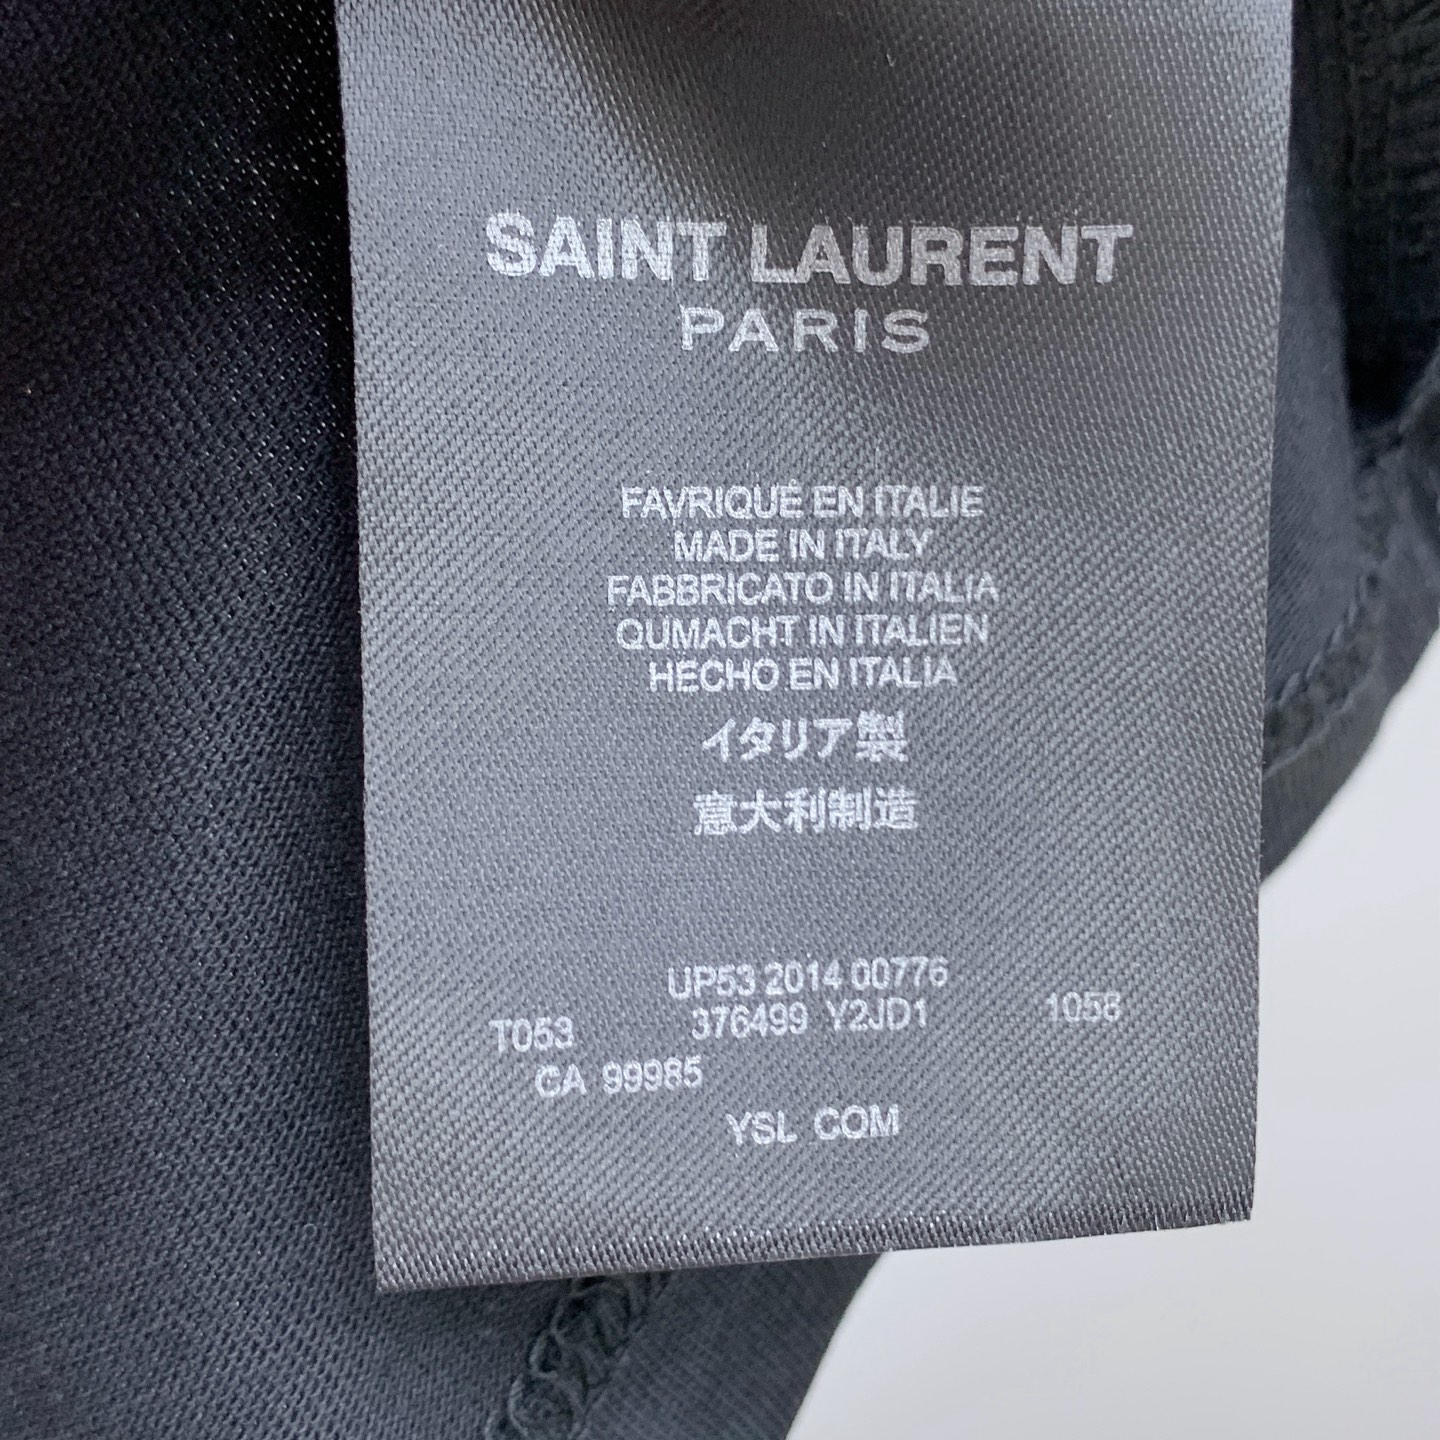 SAINT LAURENT
PARIS
FAVRIQUÉ EN ITALIE
MADE IN ITALY
FABBRICATO IN ITALIA
QUMACHT IN ITALIEN
HECHO EN ITALIA
イタリア製
意大利制造
UP53 2014 00776
T053 376499 Y2JD1 1058
CA 99985
YSL COM